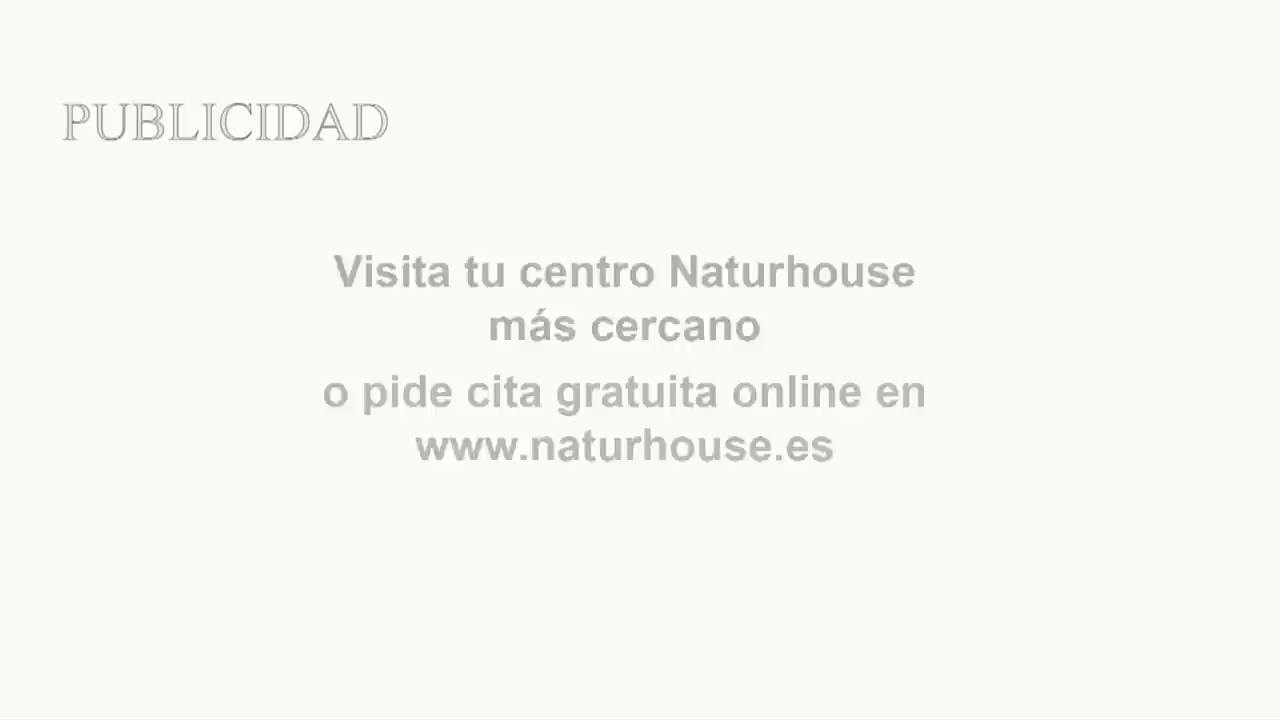 PUBLICIDAD
Visita tu centro Naturhouse
más cercano
o pide cita gratuita online en
www.naturhouse.es